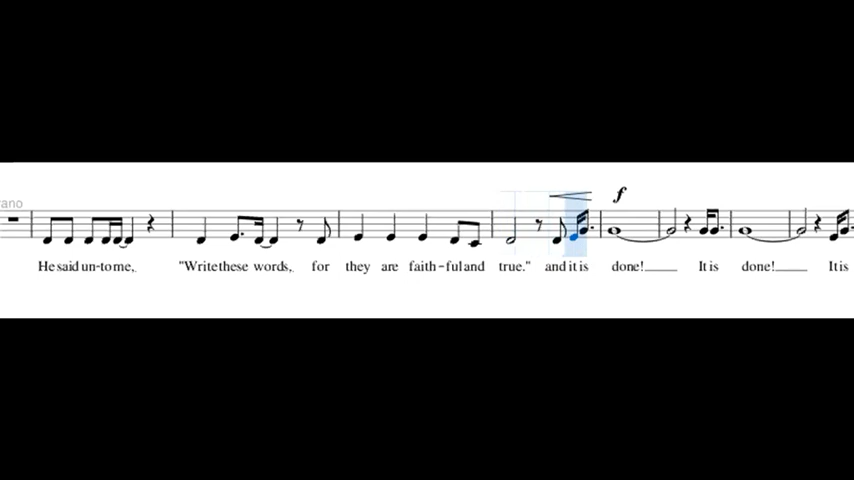 f
rano
He said un-to me, "Write these words, for they are faith-ful and true." and it is done! It is done! It is